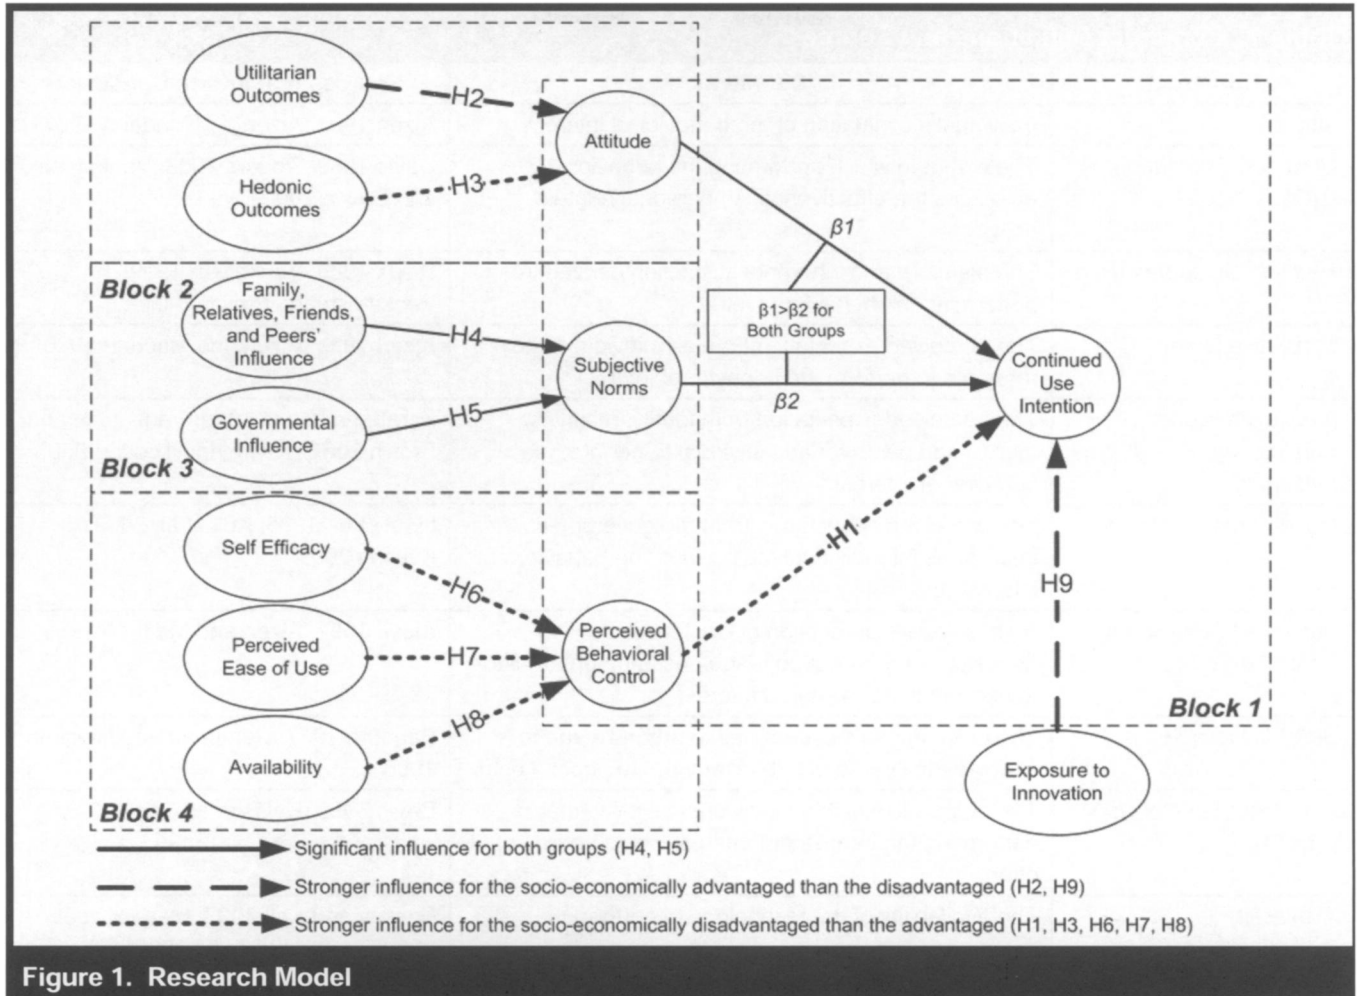 Utilitarian
Outcomes
H2
Attitude
Hedonic
Outcomes
H3
β1
Block 2
Family,
Relatives, Friends,
and Peers'
Influence
H4
β1>β2 for
Both Groups
Subjective
Norms
β2
Continued
Use
Intention
Governmental
Influence
H5
Block 3
Self Efficacy
H6
H1
Perceived
Ease of Use
H7
Perceived
Behavioral
Control
H9
H8
Availability
Block 1
Exposure to
Innovation
Block 4
Significant influence for both groups (H4, H5)
Stronger influence for the socio-economically advantaged than the disadvantaged (H2, H9)
Stronger influence for the socio-economically disadvantaged than the advantaged (H1, H3, H6, H7, H8)
Figure 1. Research Model